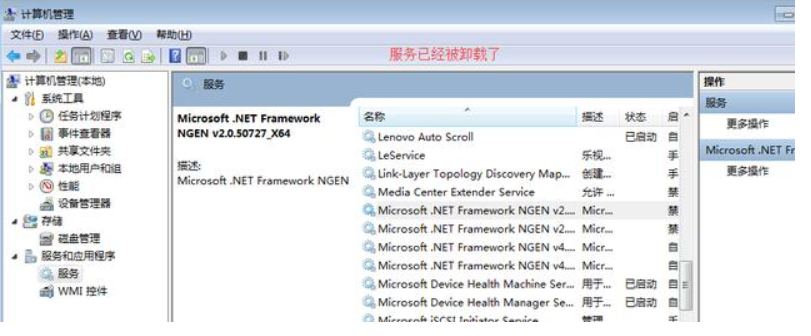 计算机管理
文件(F) 操作(A) 查看(V) 帮助(H)
服务已经被卸载了
计算机管理(本地)
系统工具
任务计划程序
事件查看器
共享文件夹
本地用户和组
性能
设备管理器
存储
磁盘管理
服务和应用程序
服务
WMI 控件
服务
Microsoft .NET Framework
NGEN v2.0.50727_X64
描述:
Microsoft .NET Framework NGEN
名称 描述 状态 启
Lenovo Auto Scroll 已启动 自
LeService 乐视... 手
Link-Layer Topology Discovery Map... 创建... 手
Media Center Extender Service 允许 ... 禁
Microsoft .NET Framework NGEN v2.... Micr... 禁
Microsoft .NET Framework NGEN v2.... Micr... 禁
Microsoft .NET Framework NGEN v4.... Micr... 自
Microsoft .NET Framework NGEN v4.... Micr... 自
Microsoft Device Health Machine Ser... 用于... 已启动 自
Microsoft Device Health Manager Se... 用于... 已启动 自
Microsoft iSCSI Initiator Service 管理 手
操作
服务
更多操作
Microsoft .NET Fr
更多操作